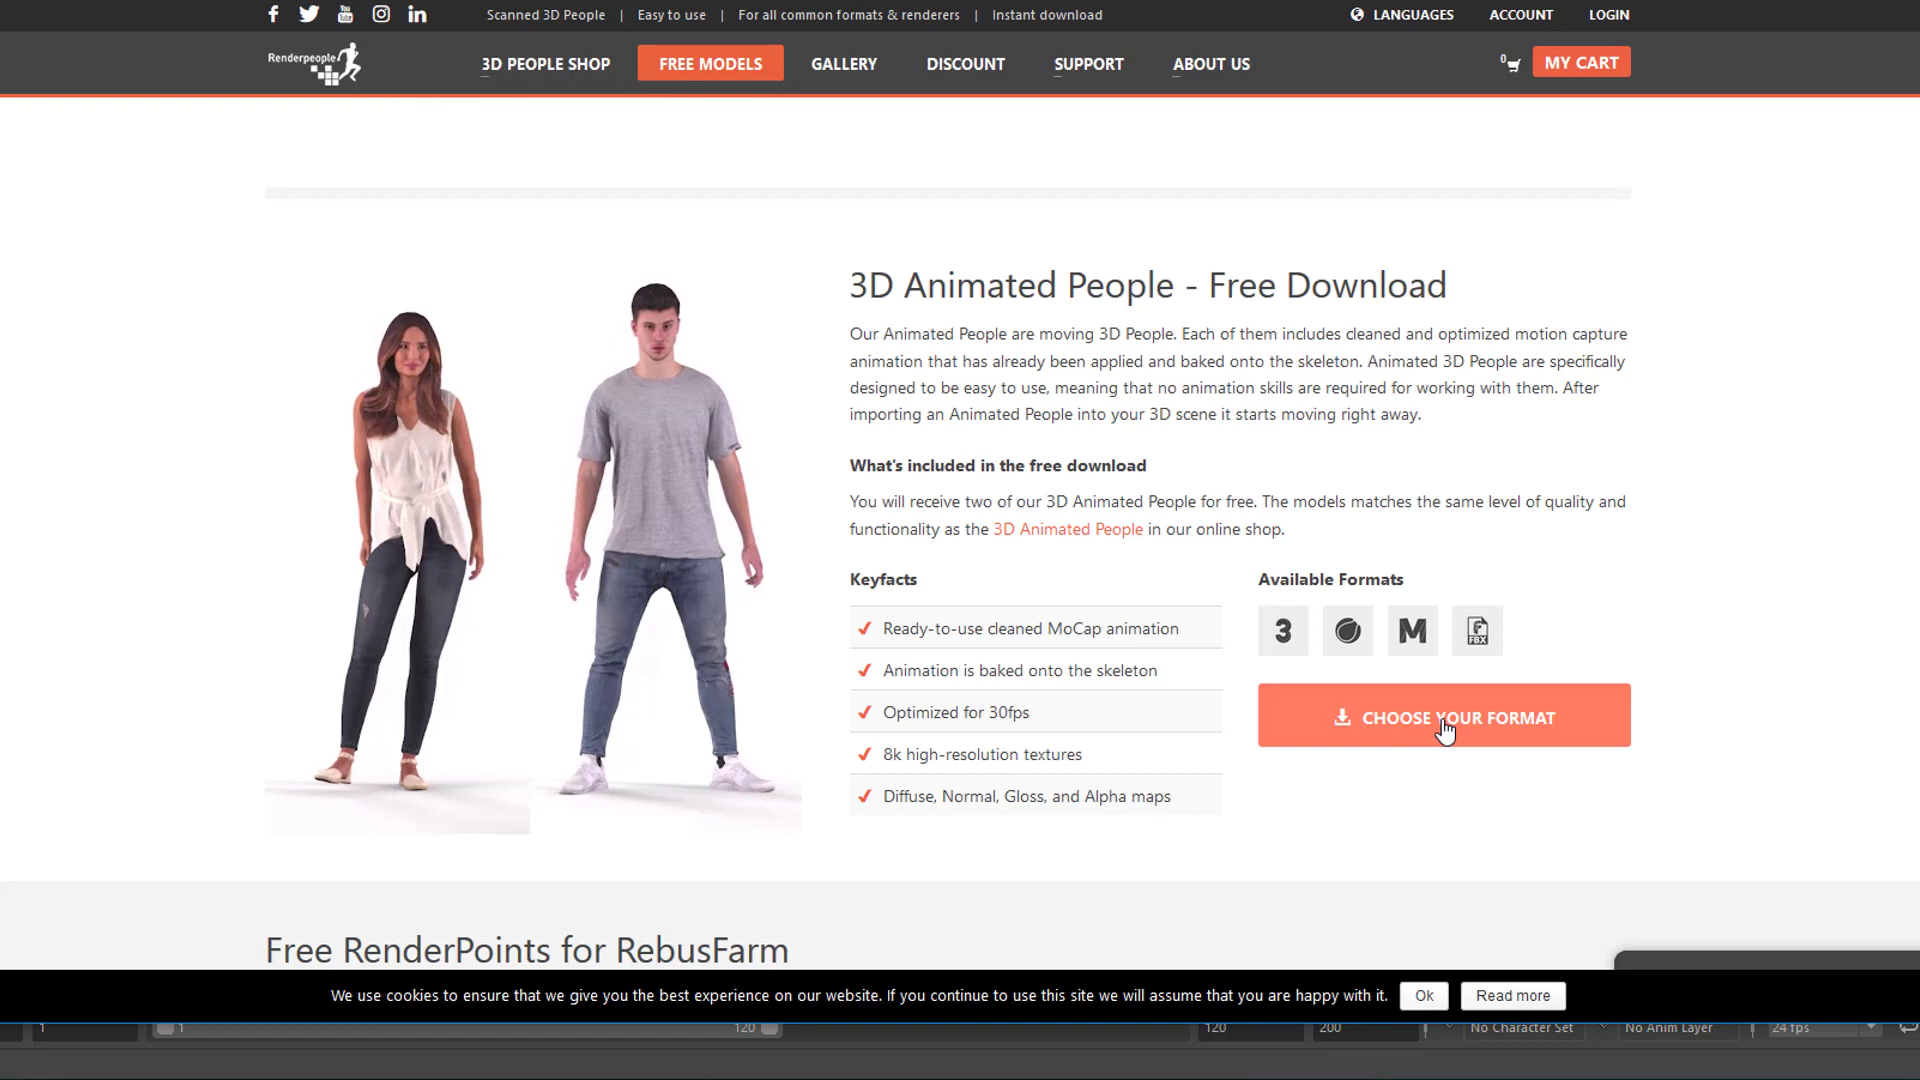 Scanned 3D People | Easy to use | For all common formats & renderers | Instant download
LANGUAGES ACCOUNT LOGIN
Renderpeople
3D PEOPLE SHOP FREE MODELS GALLERY DISCOUNT SUPPORT ABOUT US
0 MY CART
3D Animated People - Free Download
Our Animated People are moving 3D People. Each of them includes cleaned and optimized motion capture
animation that has already been applied and baked onto the skeleton. Animated 3D People are specifically
designed to be easy to use, meaning that no animation skills are required for working with them. After
importing an Animated People into your 3D scene it starts moving right away.
What's included in the free download
You will receive two of our 3D Animated People for free. The models matches the same level of quality and
functionality as the 3D Animated People in our online shop.
Keyfacts
Ready-to-use cleaned MoCap animation
Animation is baked onto the skeleton
Optimized for 30fps
8k high-resolution textures
Diffuse, Normal, Gloss, and Alpha maps
Available Formats
3 M FBX
CHOOSE YOUR FORMAT
Free RenderPoints for RebusFarm
We use cookies to ensure that we give you the best experience on our website. If you continue to use this site we will assume that you are happy with it. Ok Read more
1 1 120 120 200 No Character Set No Anim Layer 24 fps